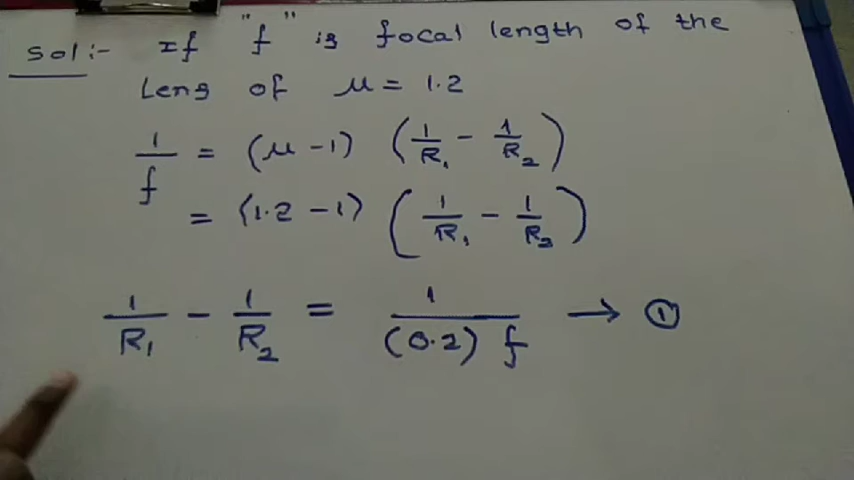 Sol:- If "f" is focal length of the
Lens of μ = 1.2
1/f = (μ - 1) (1/R₁ - 1/R₂)
= (1.2 - 1) (1/R₁ - 1/R₂)
1/R₁ - 1/R₂ = 1/(0.2) f → ①